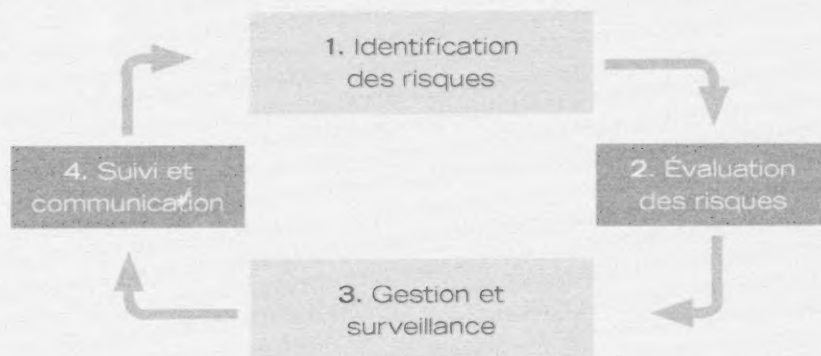 1. Identification
des risques
2. Évaluation
des risques
3. Gestion et
surveillance
4. Suivi et
communication